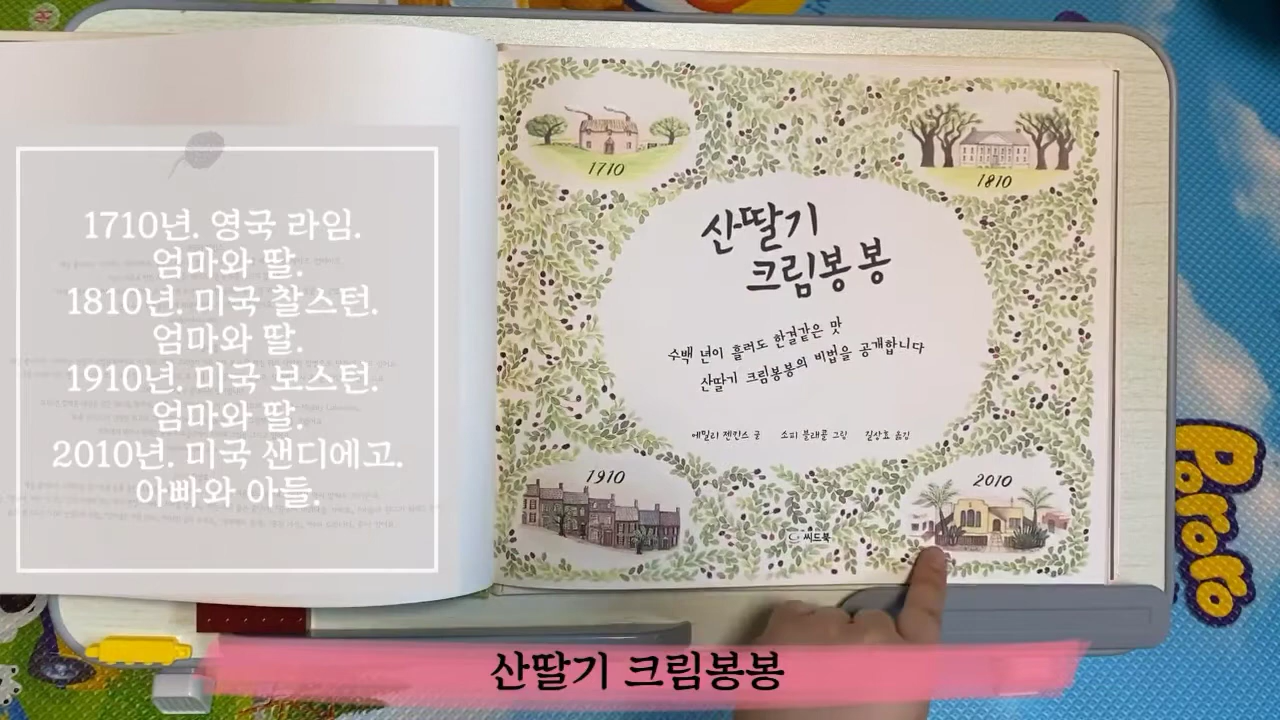 1710년. 영국 라임.
엄마와 딸.
1810년. 미국 찰스턴.
엄마와 딸.
1910년. 미국 보스턴.
엄마와 딸.
2010년. 미국 샌디에고.
아빠와 아들.
1710
1810
산딸기
크림봉봉
수백 년이 흘러도 한결같은 맛
산딸기 크림봉봉의 비법을 공개합니다
에밀리 젠킨스 글 소피 블래콜 그림 길상효 옮김
1910
2010
씨드북
Pororo
산딸기 크림봉봉